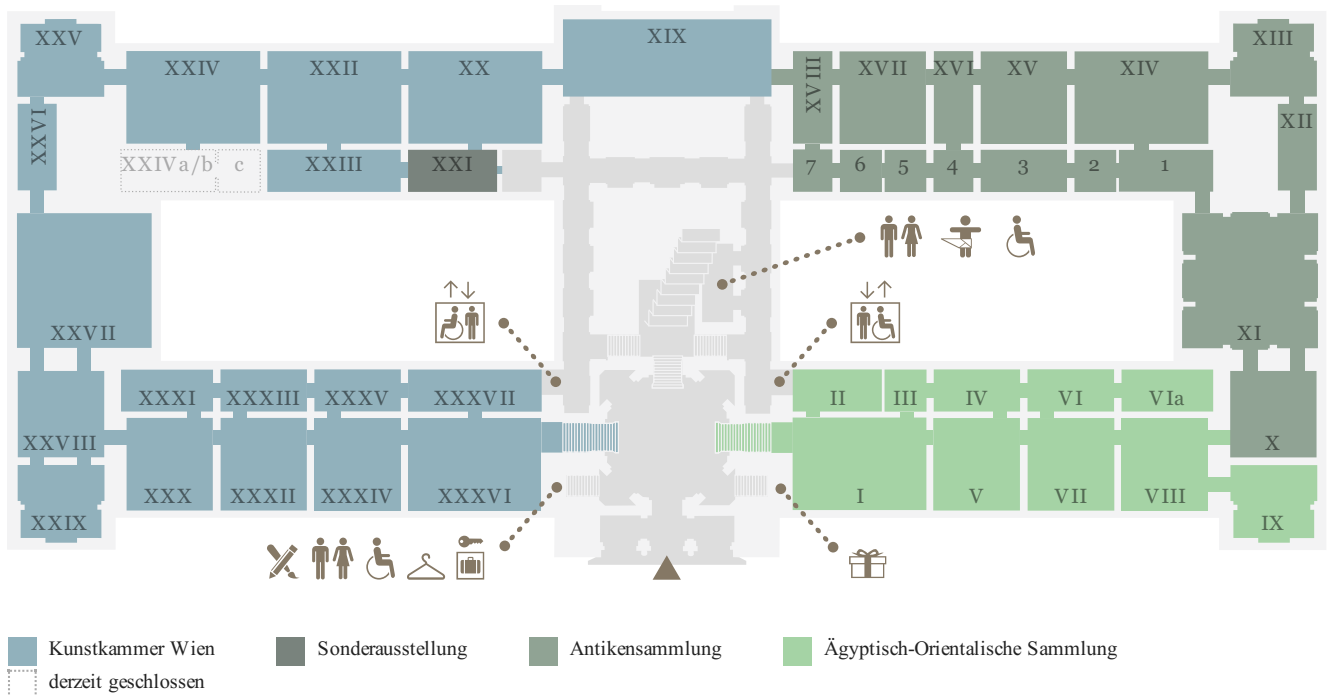 XXV
XXIV
XXII
XX
XIX
XVIII
XVII
XVI
XV
XIV
XIII
XXVI
XII
XXIVa/b
c
XXIII
XXI
7
6
5
4
3
2
1
XXVII
XI
XXXI
XXXIII
XXXV
XXXVII
II
III
IV
VI
VIa
XXVIII
X
XXX
XXXII
XXXIV
XXXVI
I
V
VII
VIII
XXIX
IX
Kunstkammer Wien
Sonderausstellung
Antikensammlung
Ägyptisch-Orientalische Sammlung
derzeit geschlossen